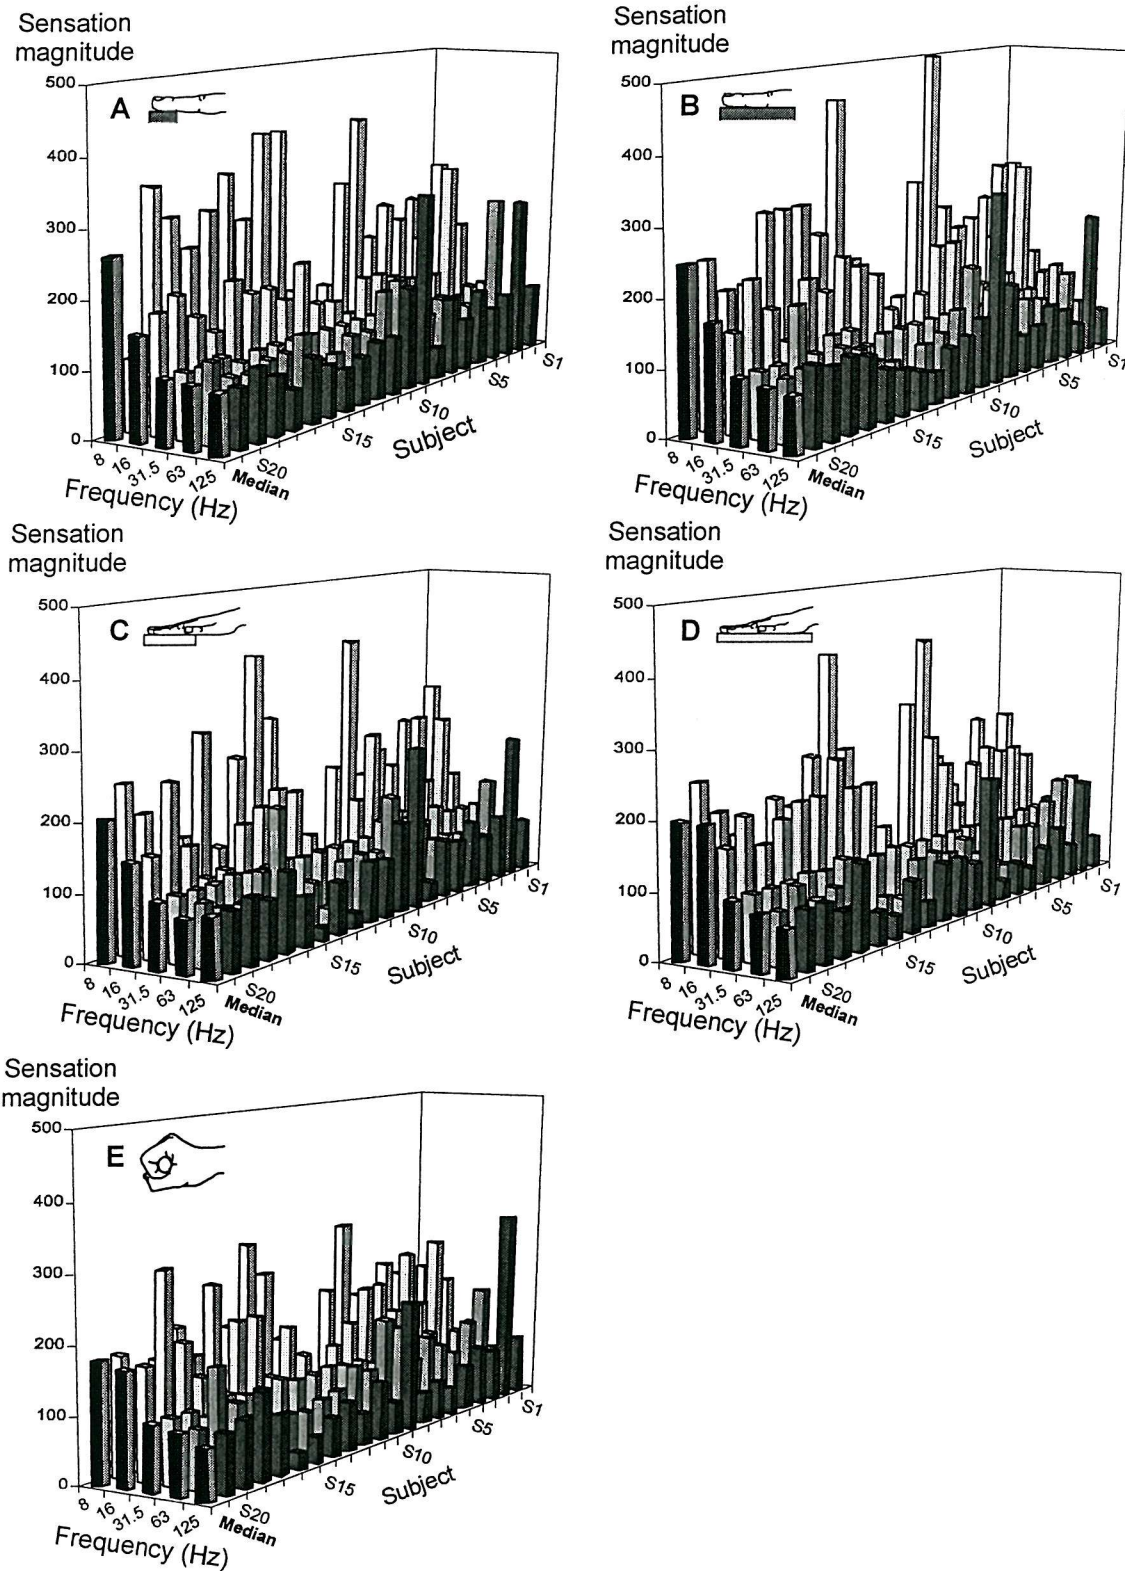 Sensation
magnitude
500
400
300
200
100
0
A
8
16
31.5
63
125
Frequency (Hz)
Median
S20
S15
S10
S5
S1
Subject
Sensation
magnitude
500
400
300
200
100
0
B
8
16
31.5
63
125
Frequency (Hz)
Median
S20
S15
S10
S5
S1
Subject
Sensation
magnitude
500
400
300
200
100
0
C
8
16
31.5
63
125
Frequency (Hz)
Median
S20
S15
S10
S5
S1
Subject
Sensation
magnitude
500
400
300
200
100
0
D
8
16
31.5
63
125
Frequency (Hz)
Median
S20
S15
S10
S5
S1
Subject
Sensation
magnitude
500
400
300
200
100
0
E
8
16
31.5
63
125
Frequency (Hz)
Median
S20
S15
S10
S5
S1
Subject